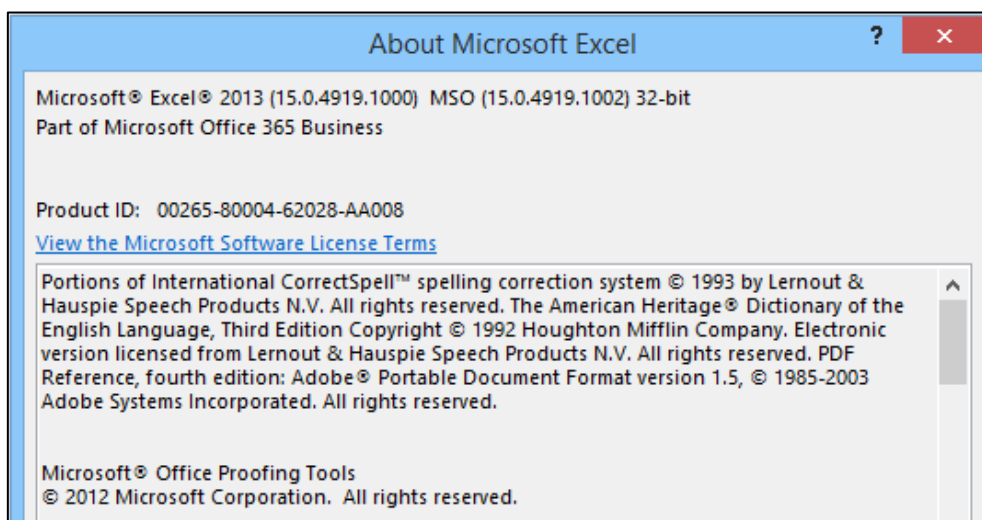 About Microsoft Excel
? ×
Microsoft® Excel® 2013 (15.0.4919.1000) MSO (15.0.4919.1002) 32-bit
Part of Microsoft Office 365 Business
Product ID: 00265-80004-62028-AA008
View the Microsoft Software License Terms
Portions of International CorrectSpell™ spelling correction system © 1993 by Lernout &
Hauspie Speech Products N.V. All rights reserved. The American Heritage® Dictionary of the
English Language, Third Edition Copyright © 1992 Houghton Mifflin Company. Electronic
version licensed from Lernout & Hauspie Speech Products N.V. All rights reserved. PDF
Reference, fourth edition: Adobe® Portable Document Format version 1.5, © 1985-2003
Adobe Systems Incorporated. All rights reserved.
Microsoft® Office Proofing Tools
© 2012 Microsoft Corporation. All rights reserved.